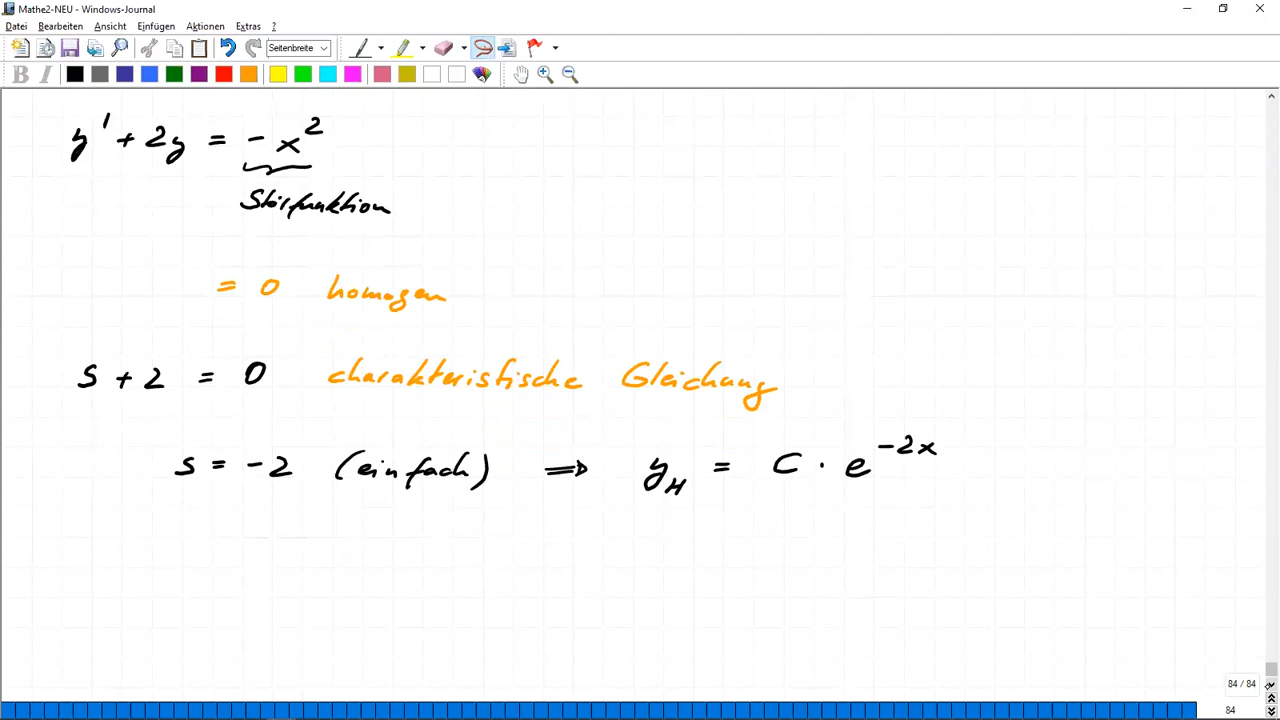 Mathe2-NEU - Windows-Journal
Datei Bearbeiten Ansicht Einfügen Aktionen Extras ?
Seitenbreite
B I
y' + 2y = - x²
Störfunktion
= 0 homogen
s + 2 = 0 charakteristische Gleichung
s = -2 (einfach) ⟹ y_H = C · e^{-2x}
84 / 84
84